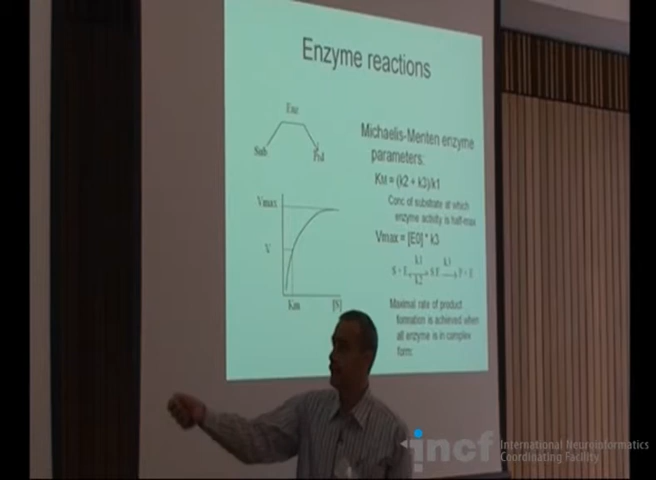 Enzyme reactions
Enz
Sub
Prd
Michaelis-Menten enzyme
parameters:
KM = (k2 + k3)/k1
Conc of substrate at which
enzyme activity is half-max
Vmax = [E0] * k3
k1
k3
S + E
S.E
P + E
k2
Maximal rate of product
formation is achieved when
all enzyme is in complex
form:
Vmax
V
Km
[S]
incf
International Neuroinformatics
Coordinating Facility